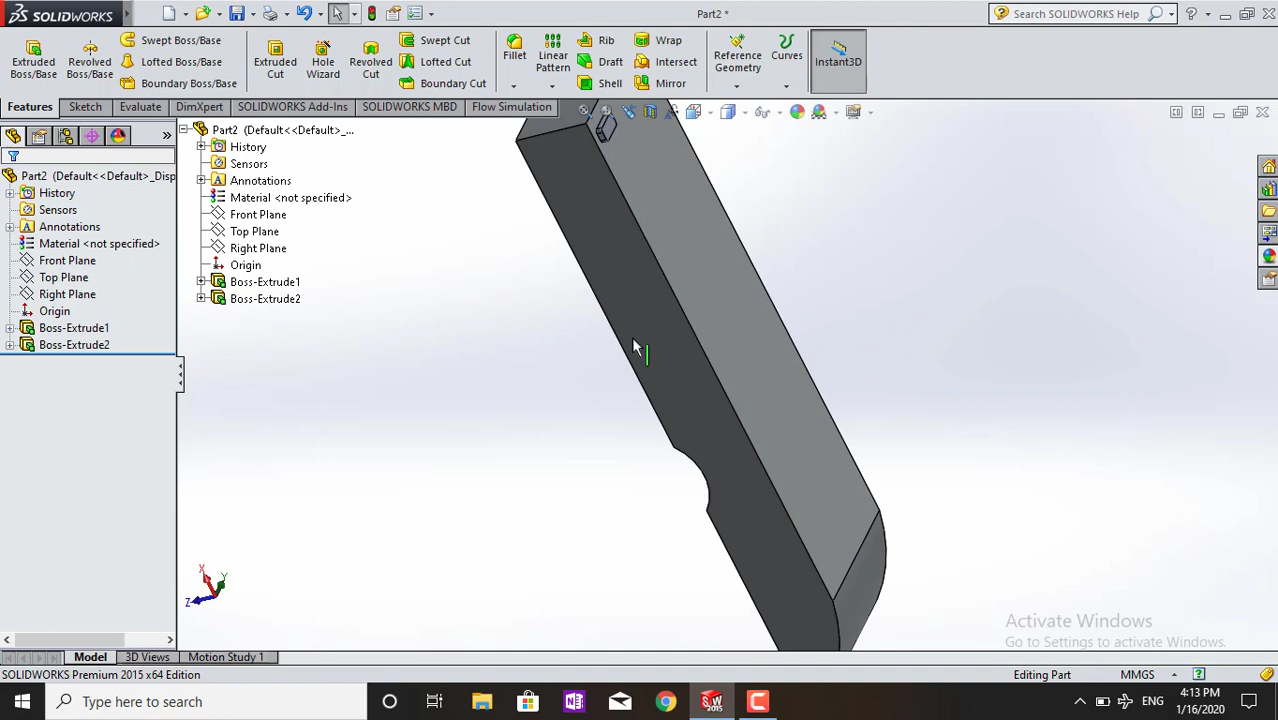 SOLIDWORKS
Part2 *
Search SOLIDWORKS Help
Extruded Boss/Base
Revolved Boss/Base
Swept Boss/Base
Lofted Boss/Base
Boundary Boss/Base
Extruded Cut
Hole Wizard
Revolved Cut
Swept Cut
Lofted Cut
Boundary Cut
Fillet
Linear Pattern
Rib
Draft
Shell
Wrap
Intersect
Mirror
Reference Geometry
Curves
Instant3D
Features Sketch Evaluate DimXpert SOLIDWORKS Add-Ins SOLIDWORKS MBD Flow Simulation
Part2 (Default<<Default>_Disp
History
Sensors
Annotations
Material <not specified>
Front Plane
Top Plane
Right Plane
Origin
Boss-Extrude1
Boss-Extrude2
Part2 (Default<<Default>_...
History
Sensors
Annotations
Material <not specified>
Front Plane
Top Plane
Right Plane
Origin
Boss-Extrude1
Boss-Extrude2
X
Y
Z
Activate Windows
Go to Settings to activate Windows.
Model 3D Views Motion Study 1
SOLIDWORKS Premium 2015 x64 Edition
Editing Part
MMGS
Type here to search
SW
2015
ENG
4:13 PM
1/16/2020